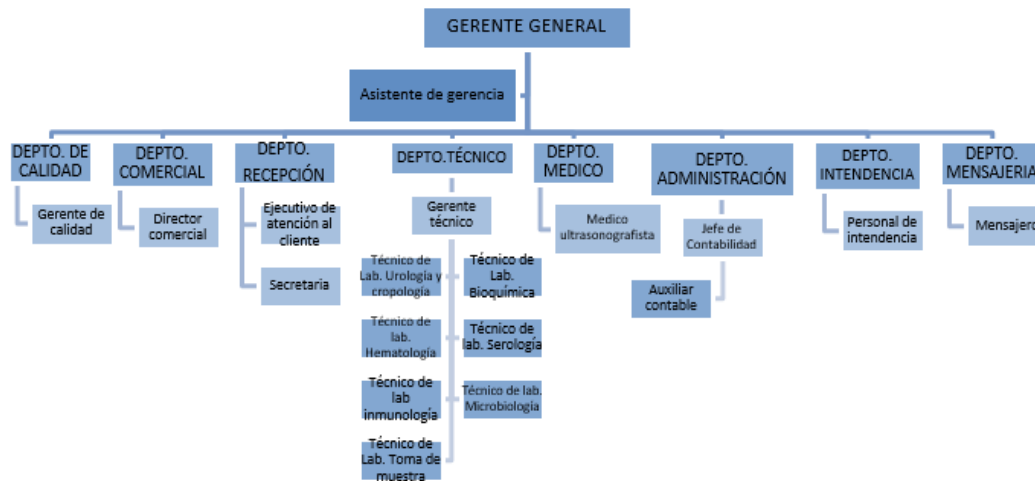 GERENTE GENERAL
Asistente de gerencia
DEPTO. DE
CALIDAD
DEPTO.
COMERCIAL
DEPTO.
RECEPCIÓN
DEPTO.TÉCNICO
DEPTO.
MEDICO
DEPTO.
ADMINISTRACIÓN
DEPTO.
INTENDENCIA
DEPTO.
MENSAJERIA
Gerente de
calidad
Director
comercial
Ejecutivo de
atención al
cliente
Secretaria
Gerente
técnico
Técnico de
Lab. Urología y
cropología
Técnico de
Lab.
Bioquímica
Técnico de
lab.
Hematología
Técnico de
lab. Serología
Técnico de
lab
inmunología
Técnico de lab.
Microbiología
Técnico de
Lab. Toma de
muestra
Medico
ultrasonografista
Jefe de
Contabilidad
Auxiliar
contable
Personal de
intendencia
Mensajero